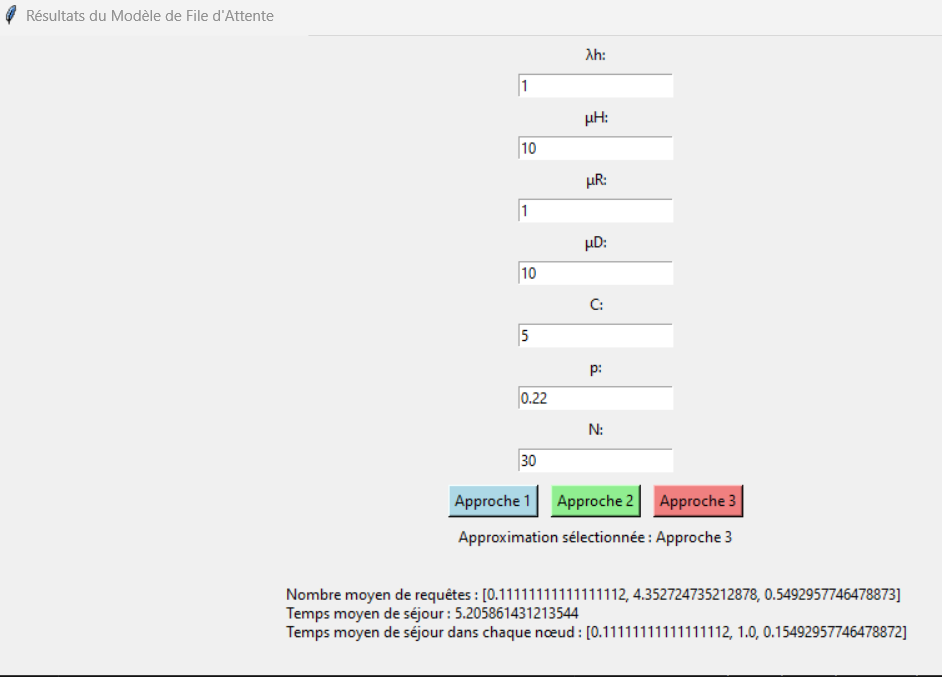 Résultats du Modèle de File d'Attente
λh:
1
µH:
10
µR:
1
µD:
10
C:
5
p:
0.22
N:
30
Approche 1 Approche 2 Approche 3
Approximation sélectionnée : Approche 3
Nombre moyen de requêtes : [0.11111111111111112, 4.352724735212878, 0.5492957746478873]
Temps moyen de séjour : 5.205861431213544
Temps moyen de séjour dans chaque nœud : [0.11111111111111112, 1.0, 0.15492957746478872]